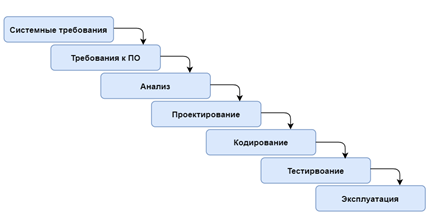 Системные требования
Требования к ПО
Анализ
Проектирование
Кодирование
Тестирвоание
Эксплуатация